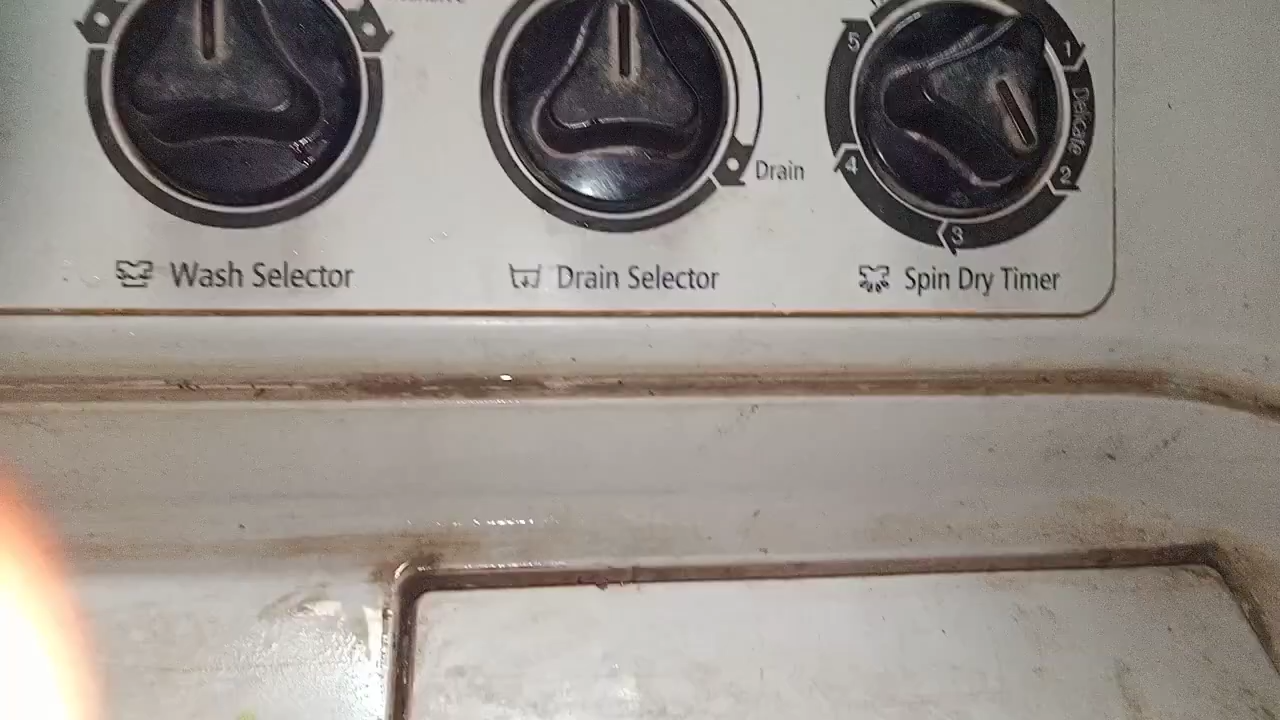 5
1
Delicate
2
4
3
Drain
Wash Selector
Drain Selector
Spin Dry Timer